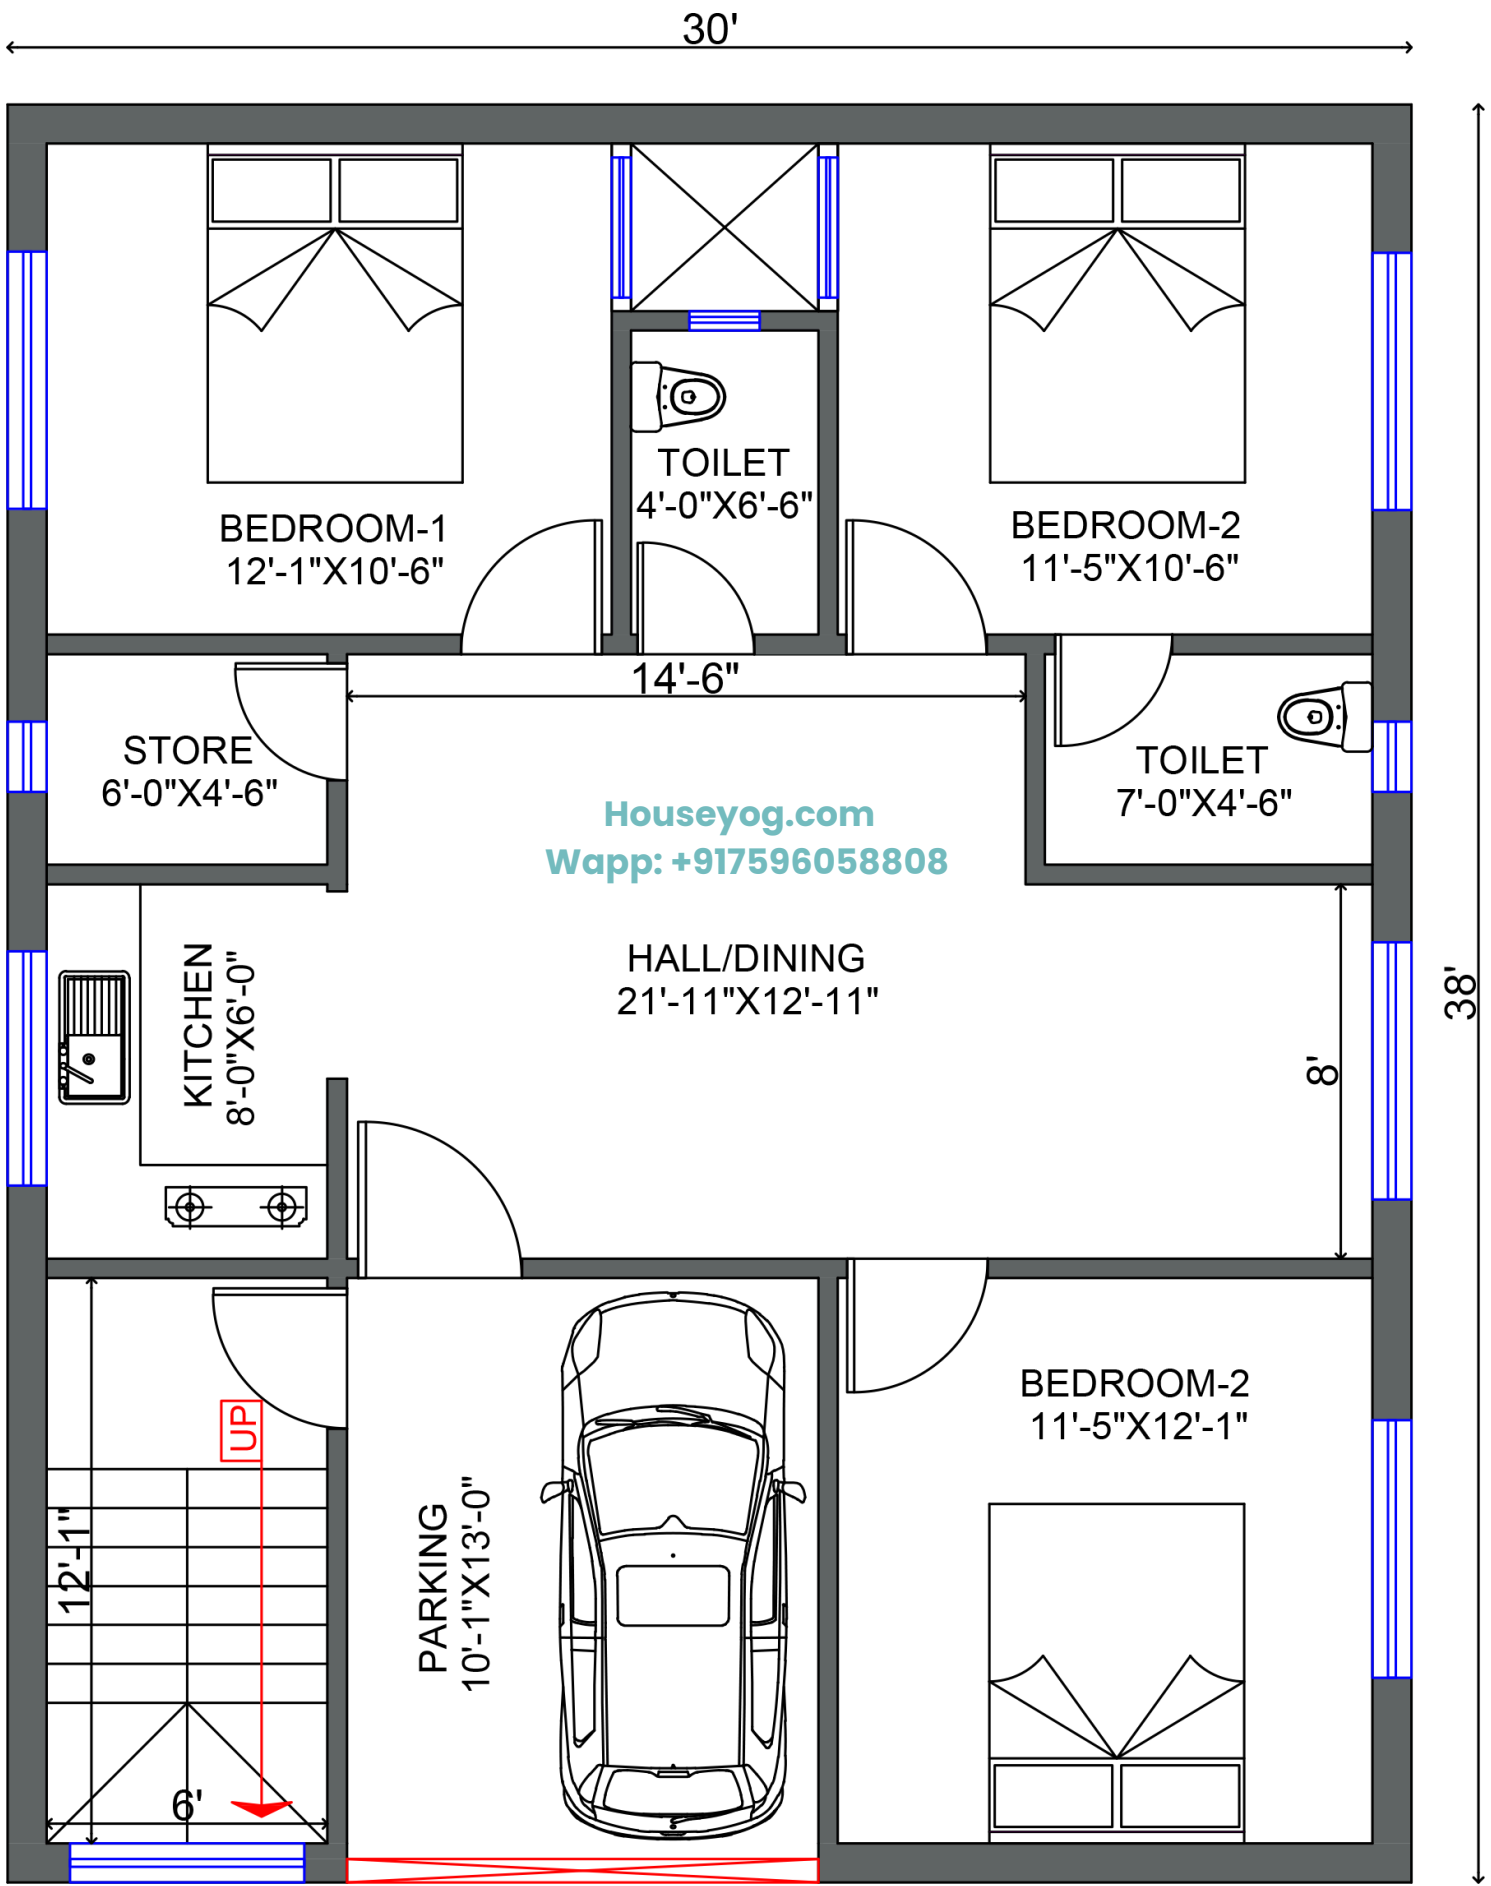 30'
TOILET
4'-0"X6'-6"
BEDROOM-1
12'-1"X10'-6"
BEDROOM-2
11'-5"X10'-6"
14'-6"
STORE
6'-0"X4'-6"
TOILET
7'-0"X4'-6"
Houseyog.com
Wapp: +917596058808
HALL/DINING
21'-11"X12'-11"
38'
KITCHEN
8'-0"X6'-0"
8'
BEDROOM-2
11'-5"X12'-1"
UP
12'-1"
PARKING
10'-1"X13'-0"
6'